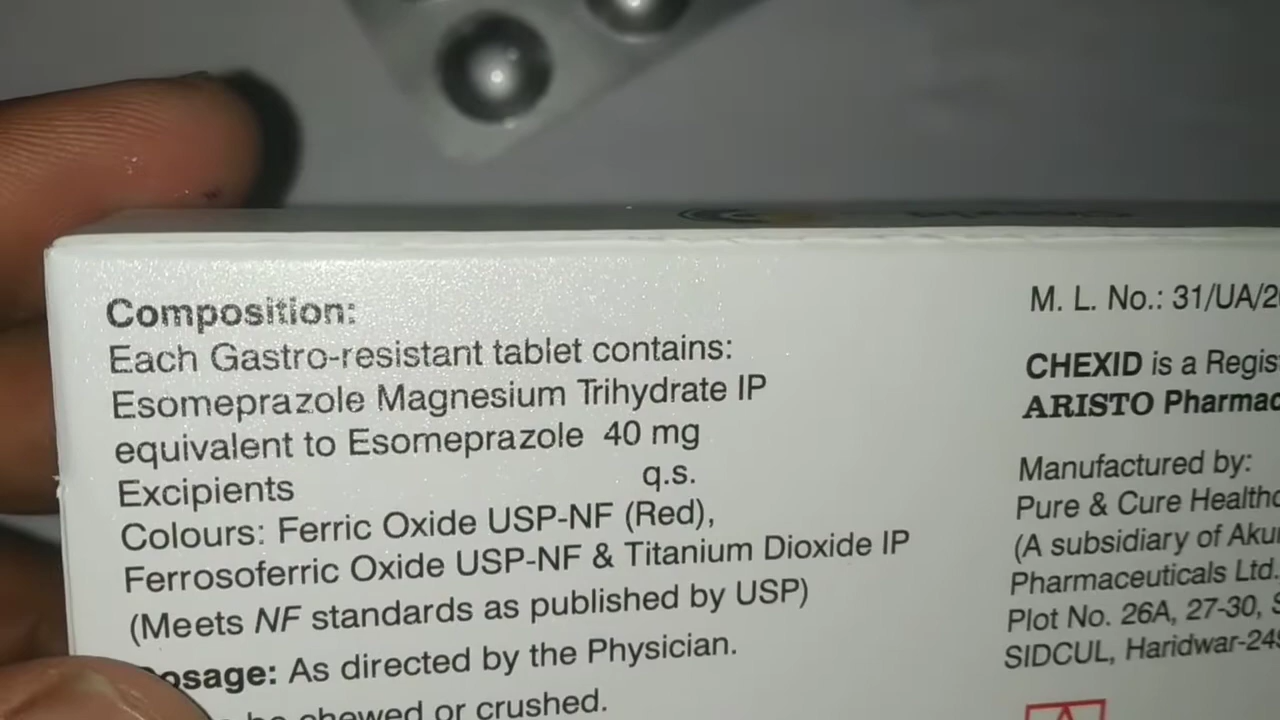 Composition:
Each Gastro-resistant tablet contains:
Esomeprazole Magnesium Trihydrate IP
equivalent to Esomeprazole 40 mg
Excipients q.s.
Colours: Ferric Oxide USP-NF (Red),
Ferrosoferric Oxide USP-NF & Titanium Dioxide IP
(Meets NF standards as published by USP)
osage: As directed by the Physician.
be chewed or crushed.
M. L. No.: 31/UA/2
CHEXID is a Regis
ARISTO Pharmac
Manufactured by:
Pure & Cure Healthc
(A subsidiary of Aku
Pharmaceuticals Ltd.
Plot No. 26A, 27-30, S
SIDCUL, Haridwar-249